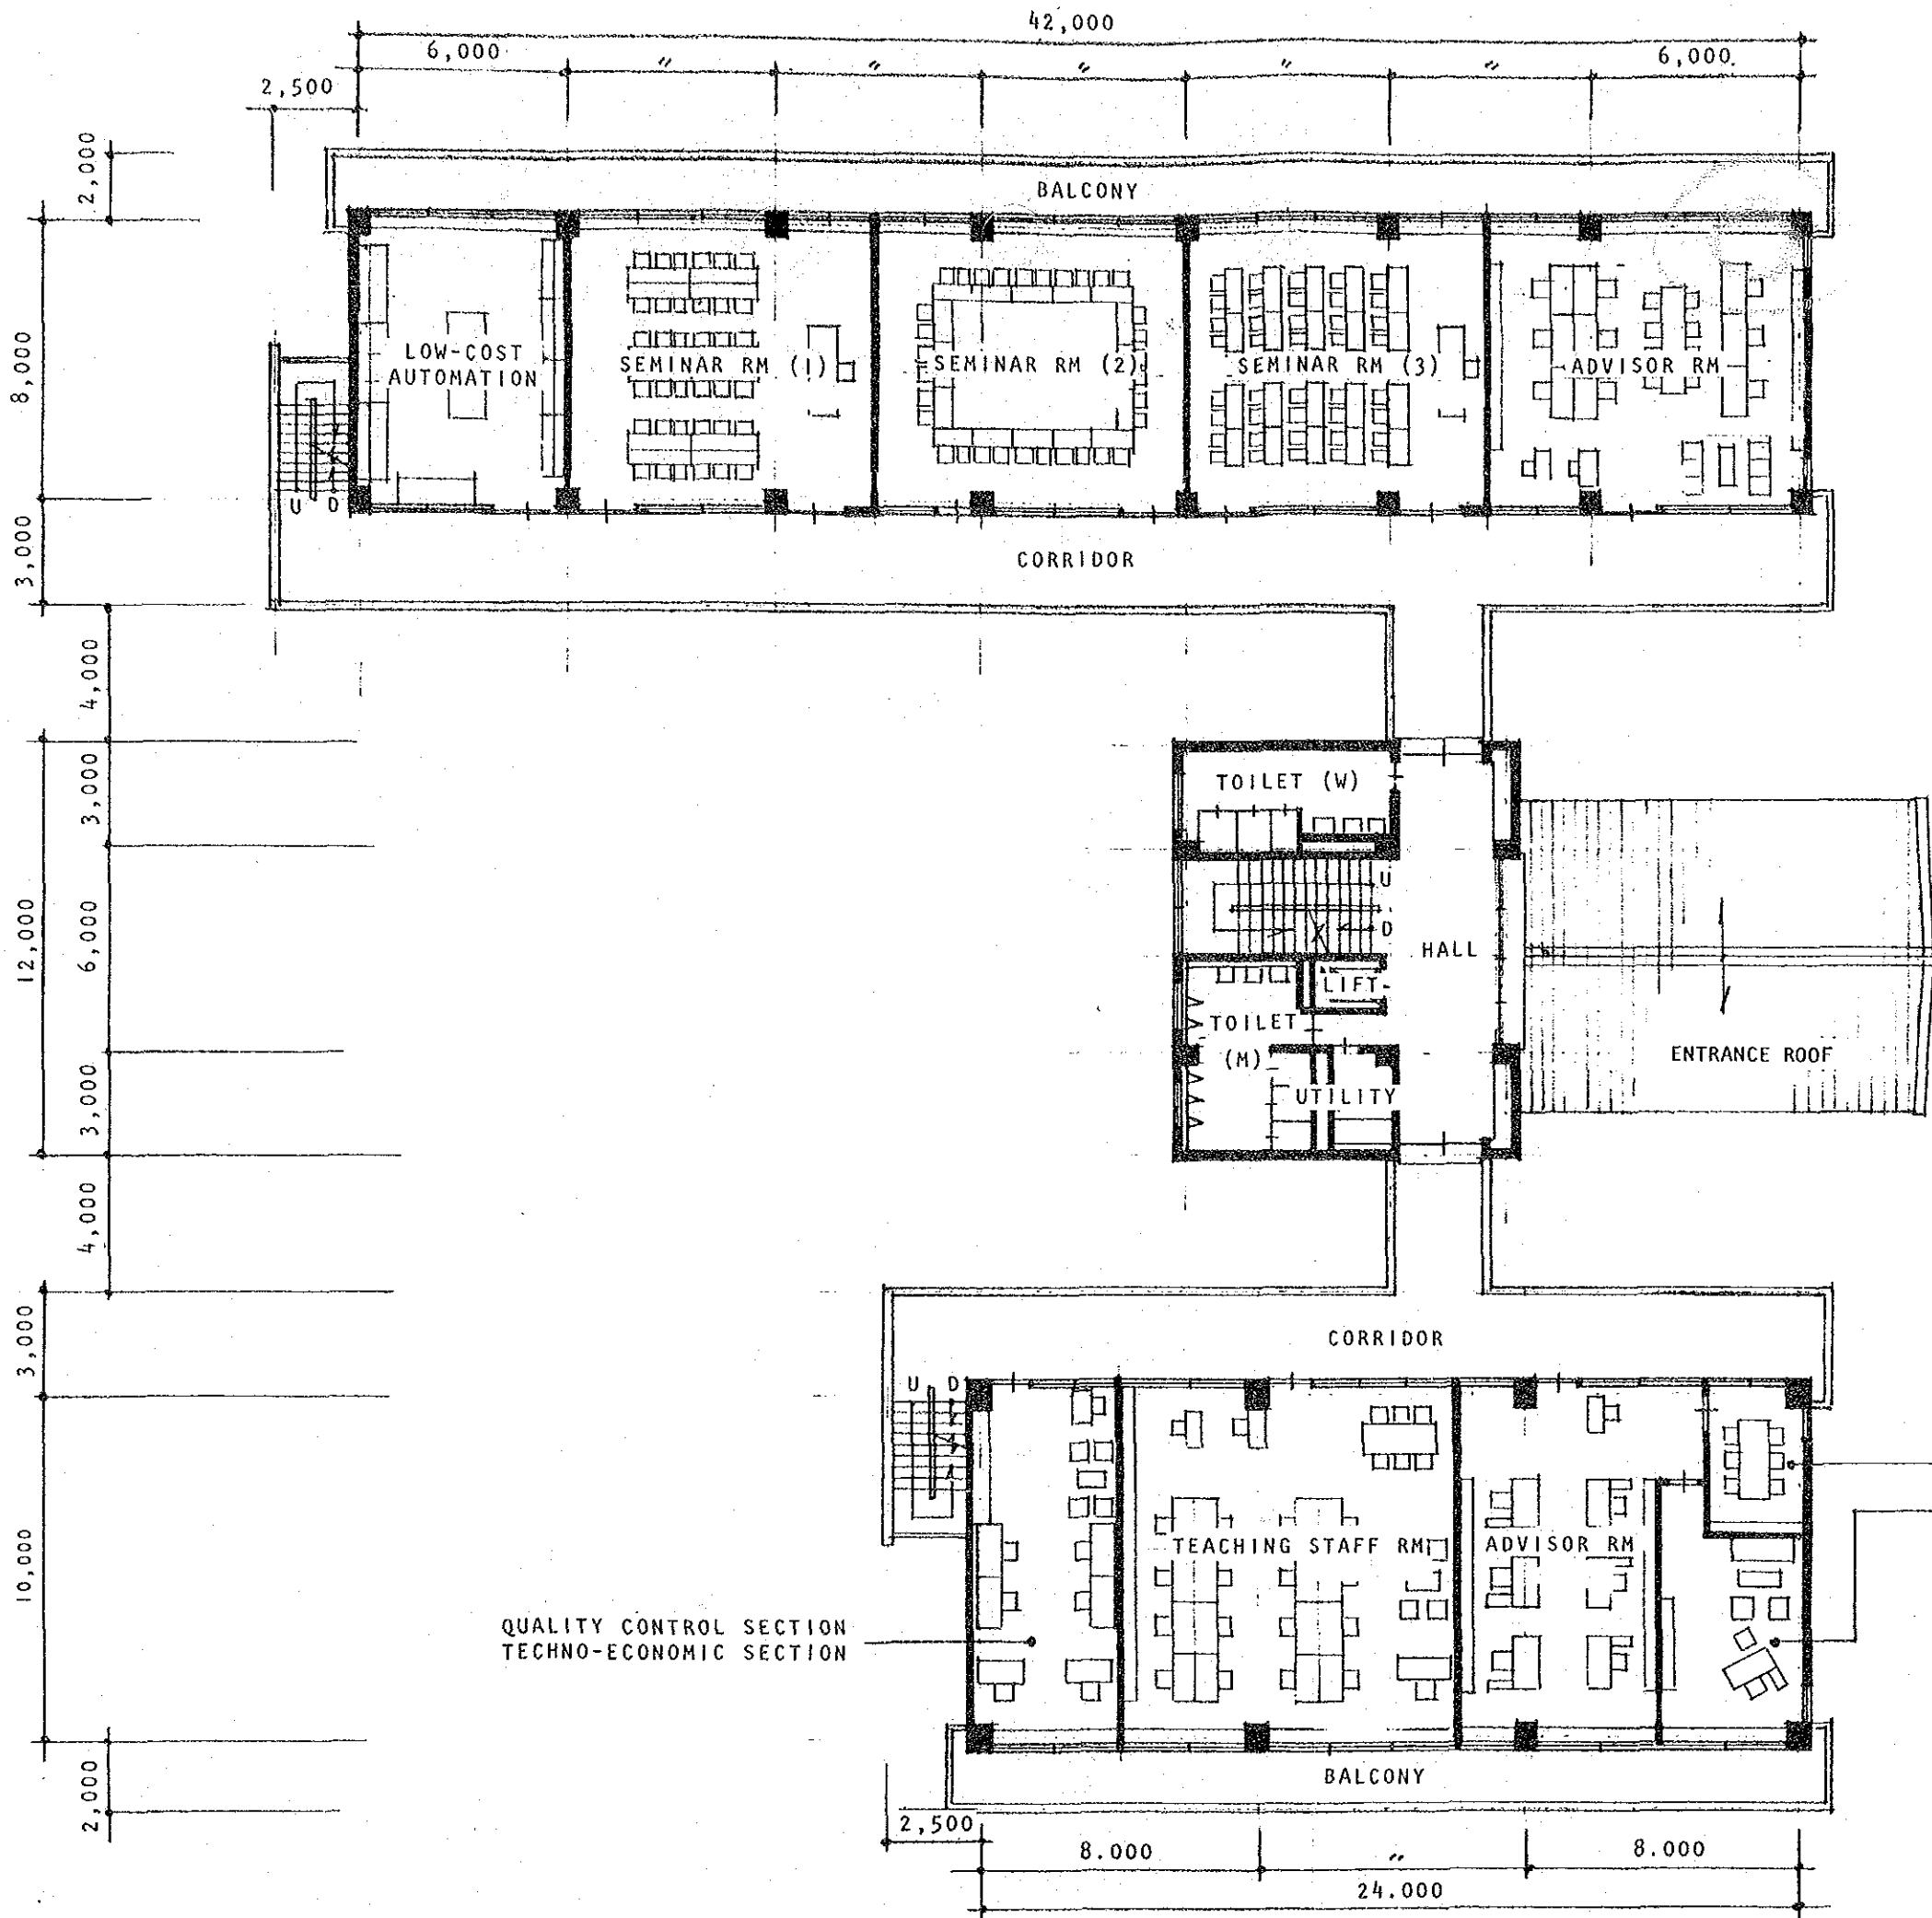 42,000
6,000
〃
〃
〃
〃
〃
6,000
2,500
2,000
8,000
3,000
4,000
3,000
12,000
6,000
3,000
4,000
3,000
10,000
2,000
BALCONY
LOW-COST
AUTOMATION
SEMINAR RM (1)
SEMINAR RM (2)
SEMINAR RM (3)
ADVISOR RM
U D
CORRIDOR
TOILET (W)
U
D
HALL
LIFT
TOILET
(M)
UTILITY
ENTRANCE ROOF
CORRIDOR
U D
TEACHING STAFF RM
ADVISOR RM
QUALITY CONTROL SECTION
TECHNO-ECONOMIC SECTION
BALCONY
2,500
8.000
〃
8.000
24.000